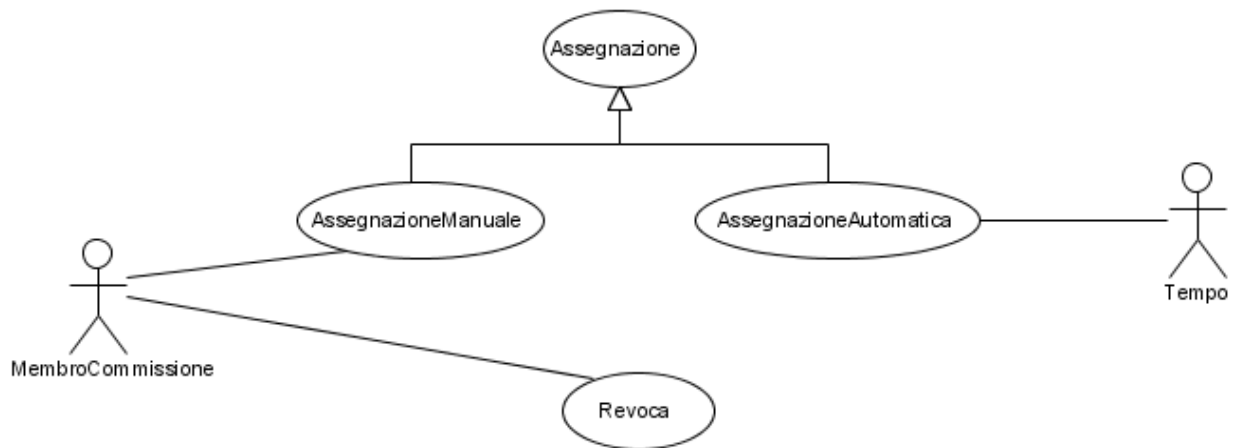 Assegnazione
AssegnazioneManuale
AssegnazioneAutomatica
Tempo
MembroCommissione
Revoca